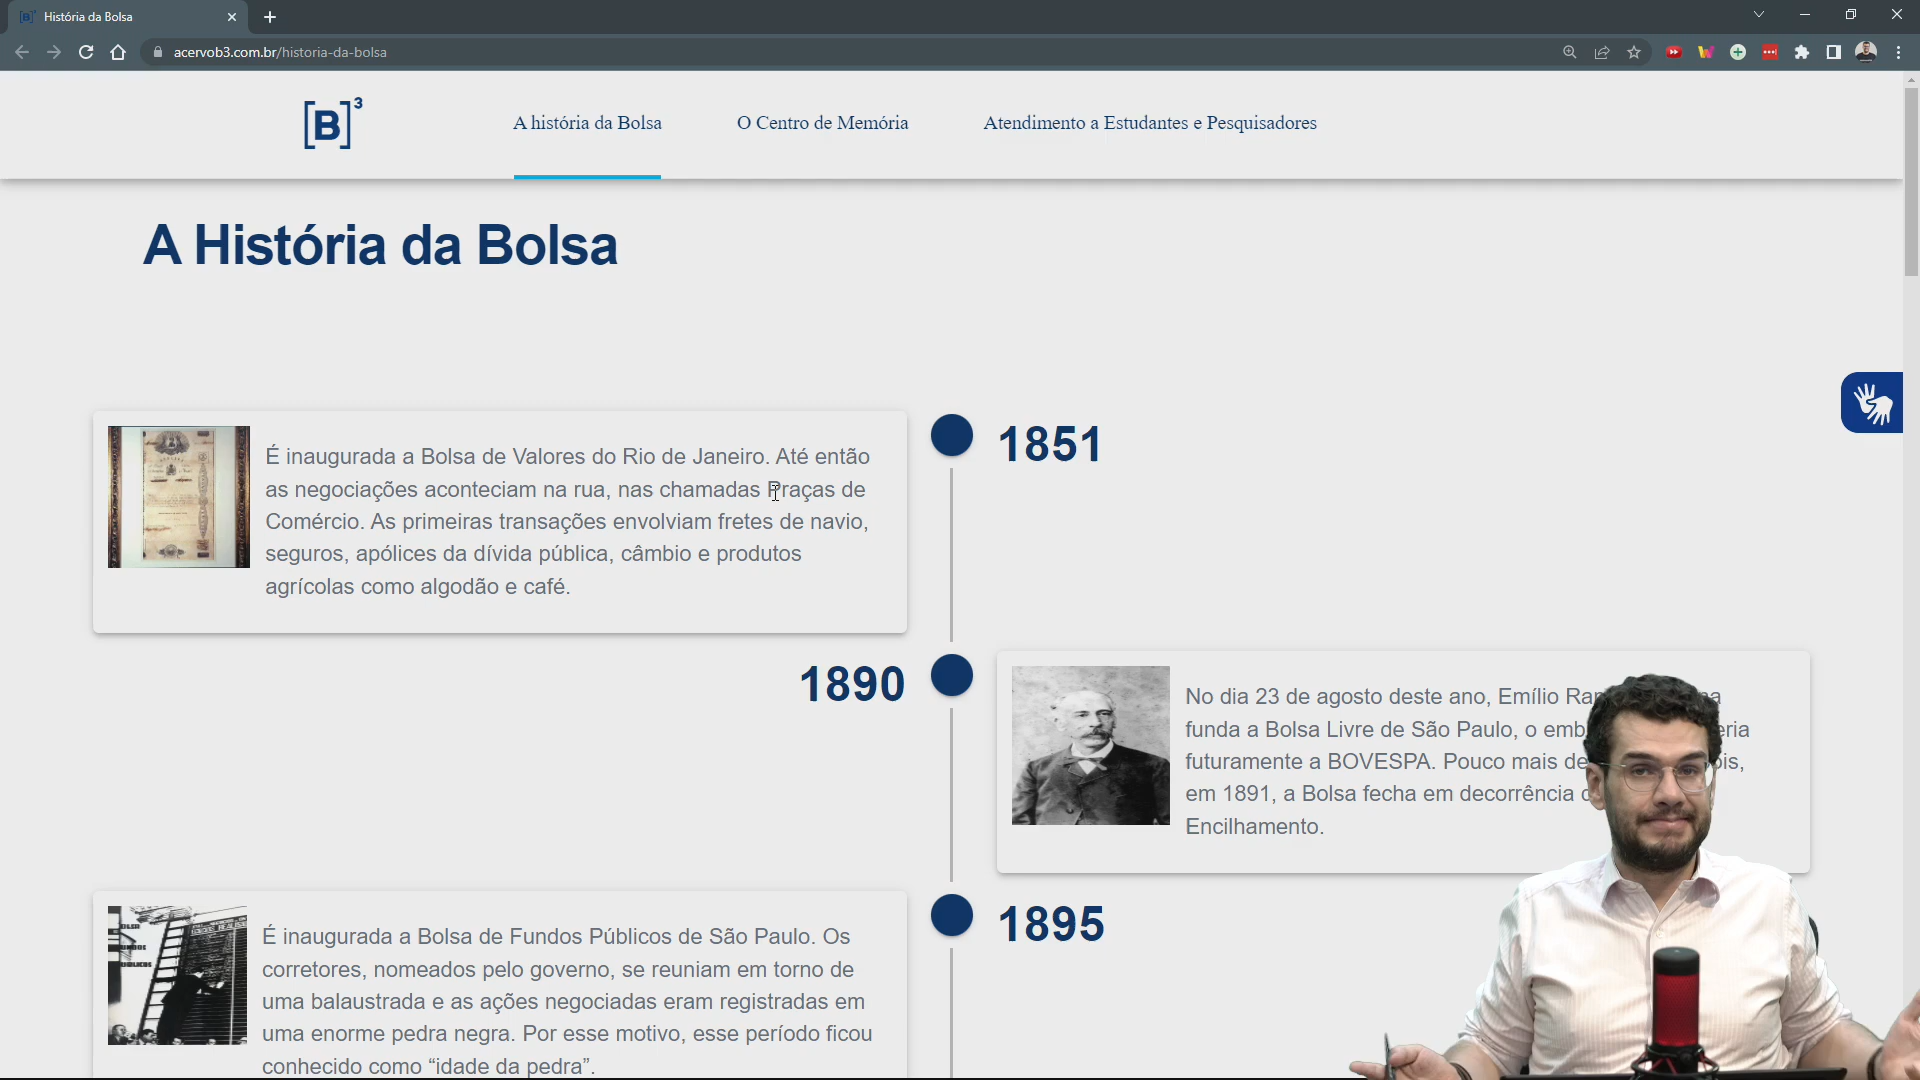 História da Bolsa
acervob3.com.br/historia-da-bolsa
[B]³
A história da Bolsa
O Centro de Memória
Atendimento a Estudantes e Pesquisadores
A História da Bolsa
1851
É inaugurada a Bolsa de Valores do Rio de Janeiro. Até então
as negociações aconteciam na rua, nas chamadas Praças de
Comércio. As primeiras transações envolviam fretes de navio,
seguros, apólices da dívida pública, câmbio e produtos
agrícolas como algodão e café.
1890
No dia 23 de agosto deste ano, Emílio
funda a Bolsa Livre de São Paulo, o
futuramente a BOVESPA. Pouco mais de
em 1891, a Bolsa fecha em decorrência
Encilhamento.
1895
É inaugurada a Bolsa de Fundos Públicos de São Paulo. Os
corretores, nomeados pelo governo, se reuniam em torno de
uma balaustrada e as ações negociadas eram registradas em
uma enorme pedra negra. Por esse motivo, esse período ficou
conhecido como “idade da pedra”.